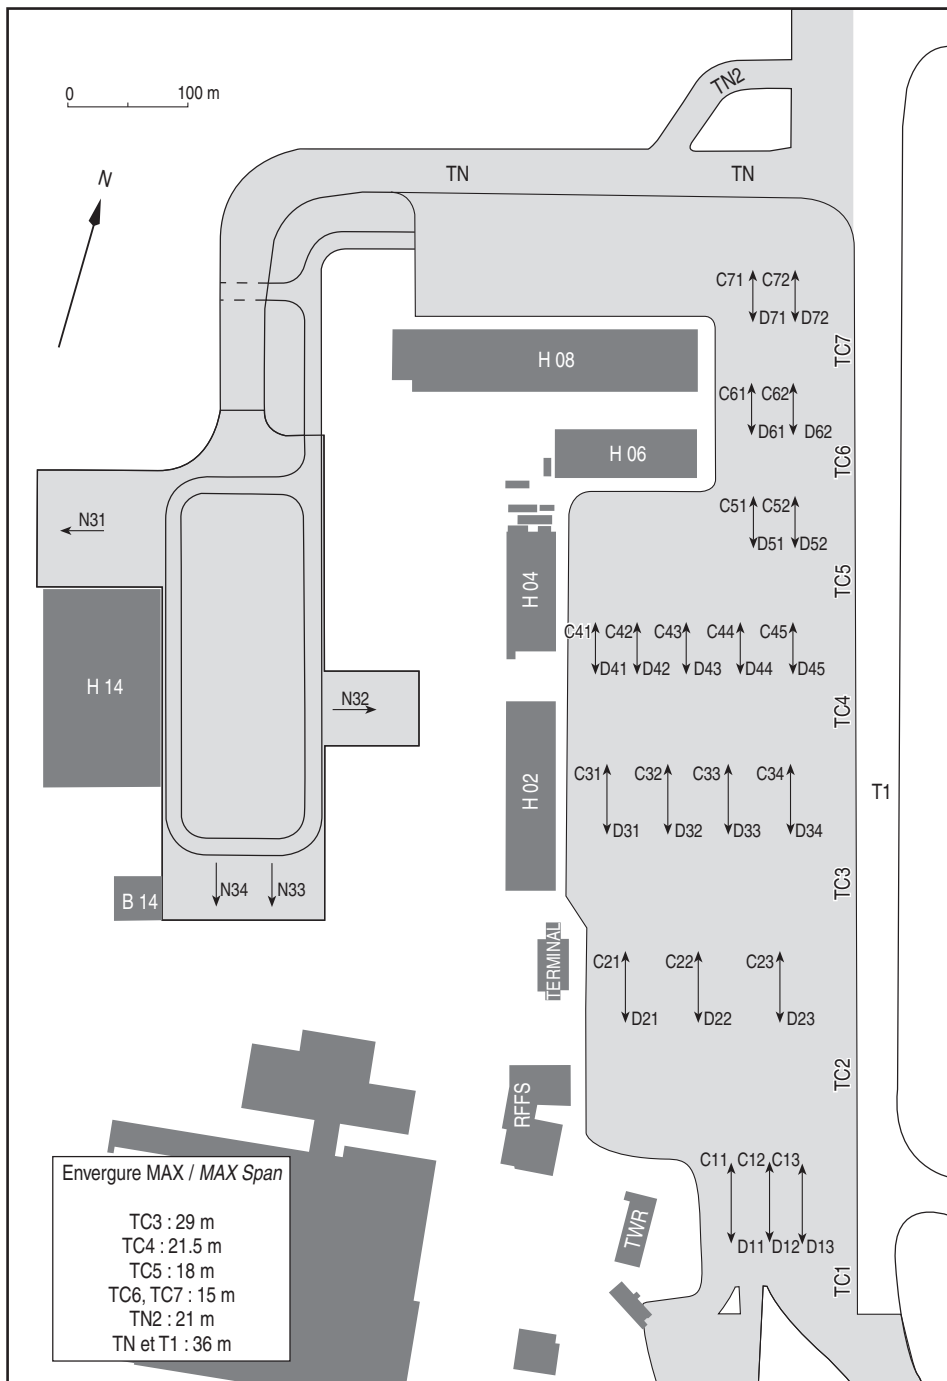 TN2
0 100 m
N
TN TN
C71 C72
D71 D72
TC7
H 08
C61 C62
D61 D62
TC6
H 06
N31
C51 C52
D51 D52
TC5
H 04
C41 C42 C43 C44 C45
D41 D42 D43 D44 D45
H 14
N32
TC4
C31 C32 C33 C34
T1
H 02
D31 D32 D33 D34
TC3
N34 N33
B 14
TERMINAL
C21 C22 C23
D21 D22 D23
TC2
RFFS
C11 C12 C13
TWR
D11 D12 D13
TC1
Envergure MAX / MAX Span
TC3 : 29 m
TC4 : 21.5 m
TC5 : 18 m
TC6, TC7 : 15 m
TN2 : 21 m
TN et T1 : 36 m